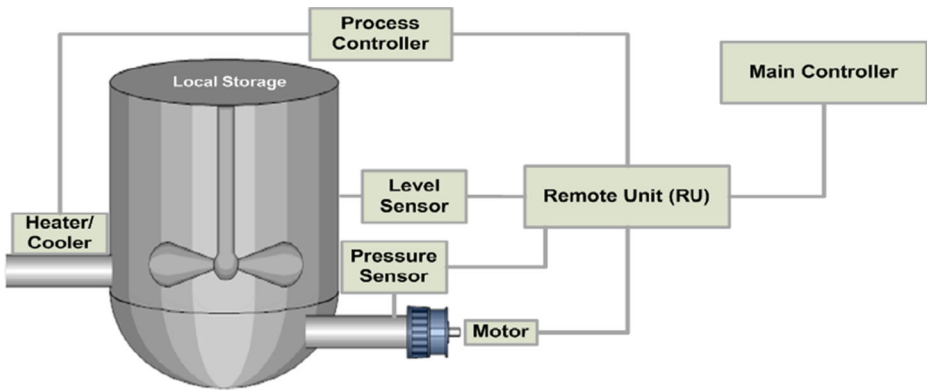 Process
Controller
Main Controller
Local Storage
Level
Sensor
Remote Unit (RU)
Heater/
Cooler
Pressure
Sensor
Motor